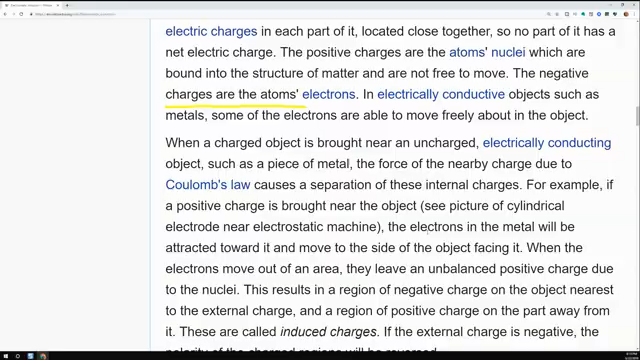 electric charges in each part of it, located close together, so no part of it has a
net electric charge. The positive charges are the atoms' nuclei which are
bound into the structure of matter and are not free to move. The negative
charges are the atoms' electrons. In electrically conductive objects such as
metals, some of the electrons are able to move freely about in the object.
When a charged object is brought near an uncharged, electrically conducting
object, such as a piece of metal, the force of the nearby charge due to
Coulomb's law causes a separation of these internal charges. For example, if
a positive charge is brought near the object (see picture of cylindrical
electrode near electrostatic machine), the electrons in the metal will be
attracted toward it and move to the side of the object facing it. When the
electrons move out of an area, they leave an unbalanced positive charge due
to the nuclei. This results in a region of negative charge on the object nearest
to the external charge, and a region of positive charge on the part away from
it. These are called induced charges. If the external charge is negative, the
polarity of the charged regions will be reversed.